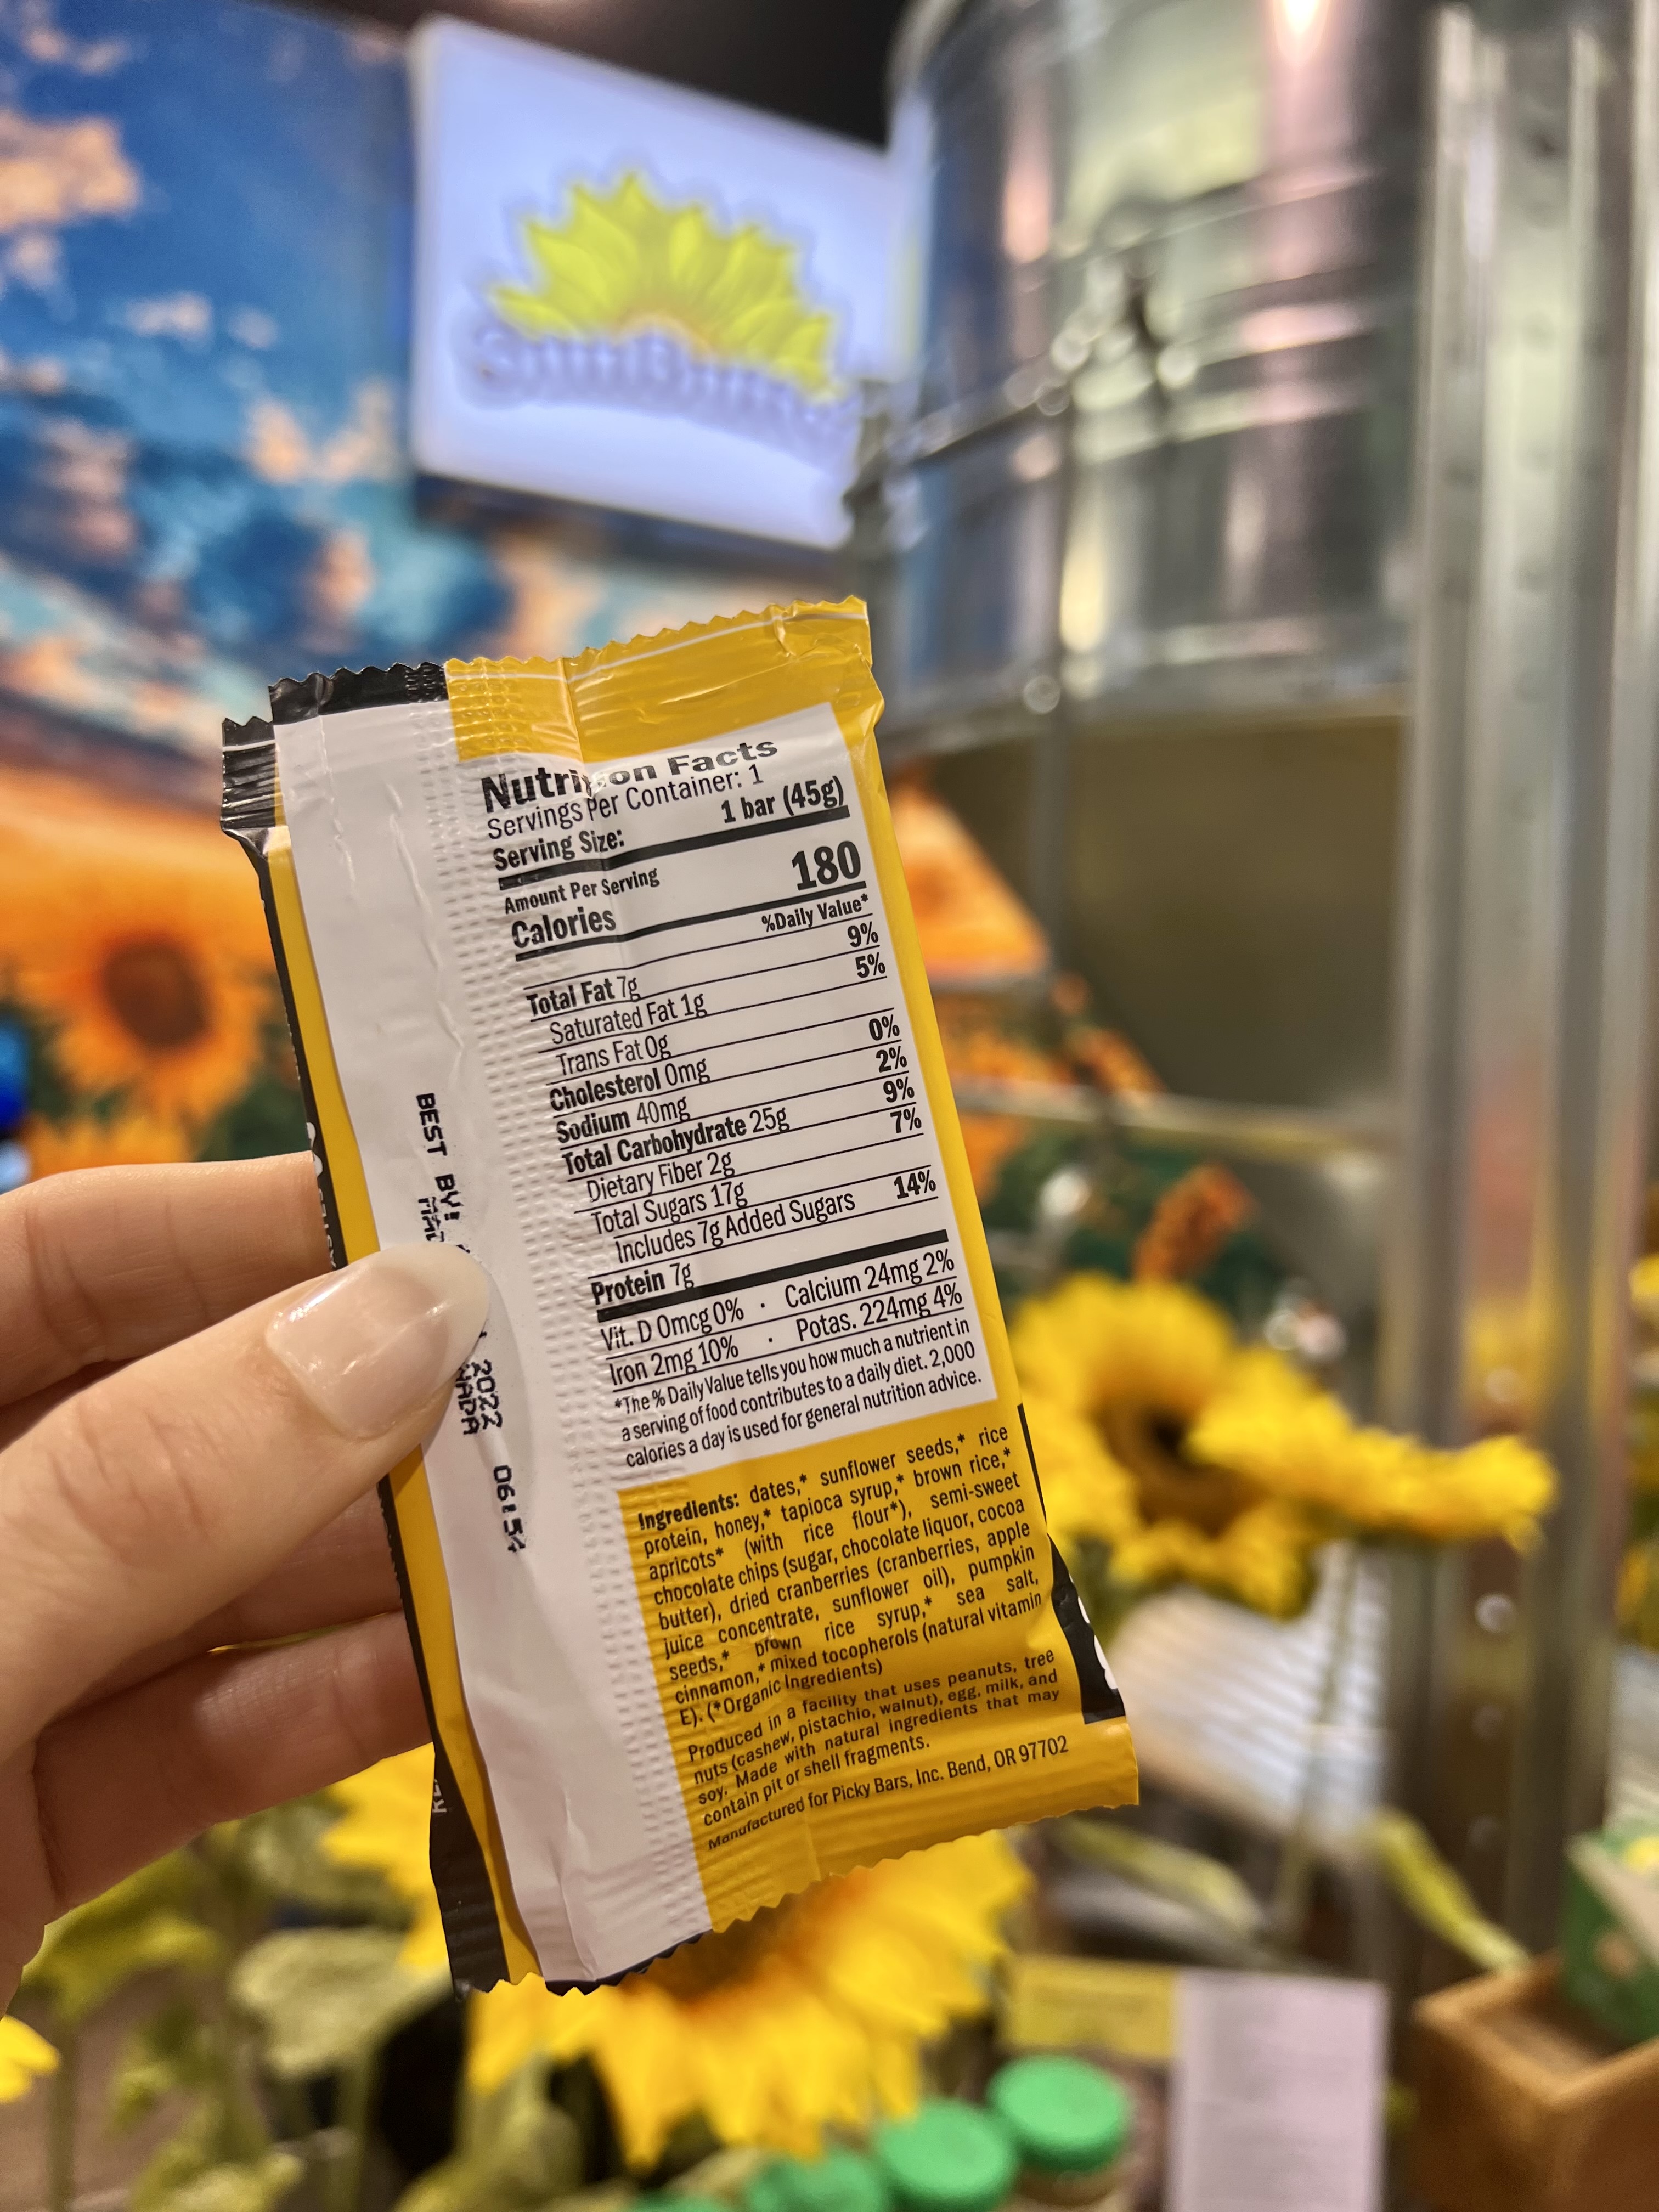 Nutrition Facts
Servings Per Container: 1
Serving Size: 1 bar (45g)
Amount Per Serving
Calories 180
%Daily Value*
Total Fat 7g 9%
Saturated Fat 1g 5%
Trans Fat 0g
Cholesterol 0mg 0%
Sodium 40mg 2%
Total Carbohydrate 25g 9%
Dietary Fiber 2g 7%
Total Sugars 17g
Includes 7g Added Sugars 14%
Protein 7g
Vit. D 0mcg 0% · Calcium 24mg 2%
Iron 2mg 10% · Potas. 224mg 4%
*The % Daily Value tells you how much a nutrient in
a serving of food contributes to a daily diet. 2,000
calories a day is used for general nutrition advice.
Ingredients: dates,* sunflower seeds,* rice
protein, honey,* tapioca syrup,* brown rice,*
apricots* (with rice flour*), semi-sweet
chocolate chips (sugar, chocolate liquor, cocoa
butter), dried cranberries (cranberries, apple
juice concentrate, sunflower oil), pumpkin
seeds,* brown rice syrup,* sea salt,
cinnamon,* mixed tocopherols (natural vitamin
E). (*Organic Ingredients)
Produced in a facility that uses peanuts, tree
nuts (cashew, pistachio, walnut), egg, milk, and
soy. Made with natural ingredients that may
contain pit or shell fragments.
Manufactured for Picky Bars, Inc. Bend, OR 97702
BEST BY: 2022 06:54